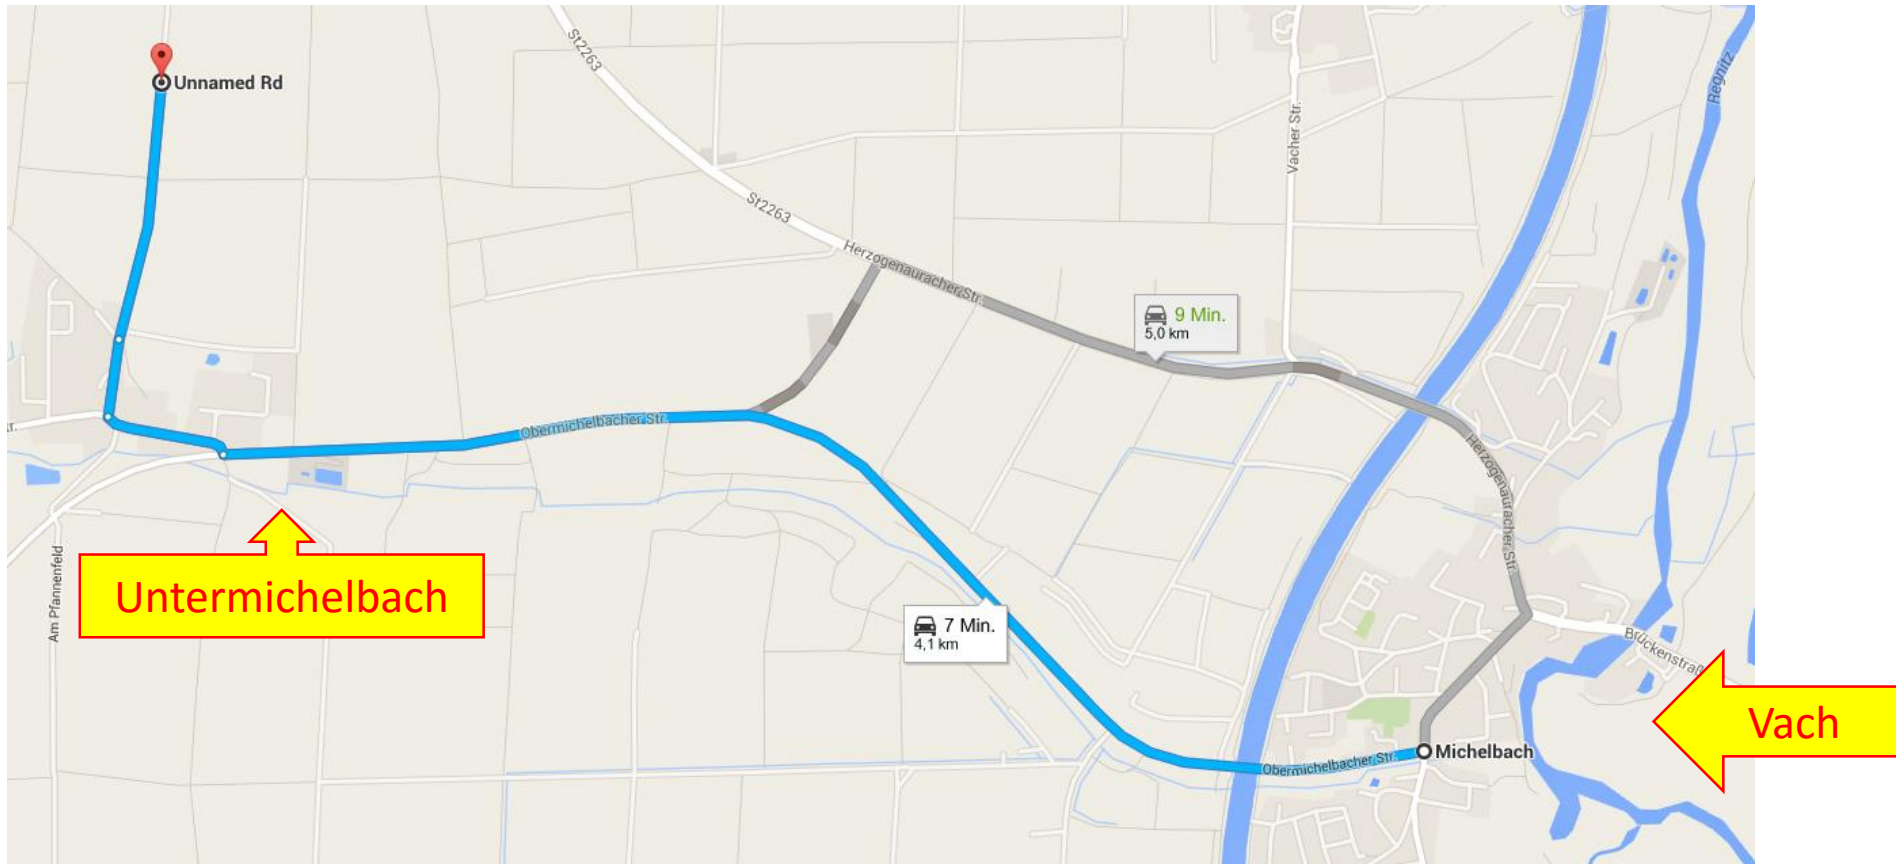 St2263
Unnamed Rd
Regnitz
Vacher Str.
St2263
Herzogenauracher Str.
9 Min.
5,0 km
Obermichelbacher Str.
Herzogenauracher Str.
Am Pfannenfeld
Untermichelbach
7 Min.
4,1 km
Brückenstraß
Vach
Michelbach
Obermichelbacher Str.